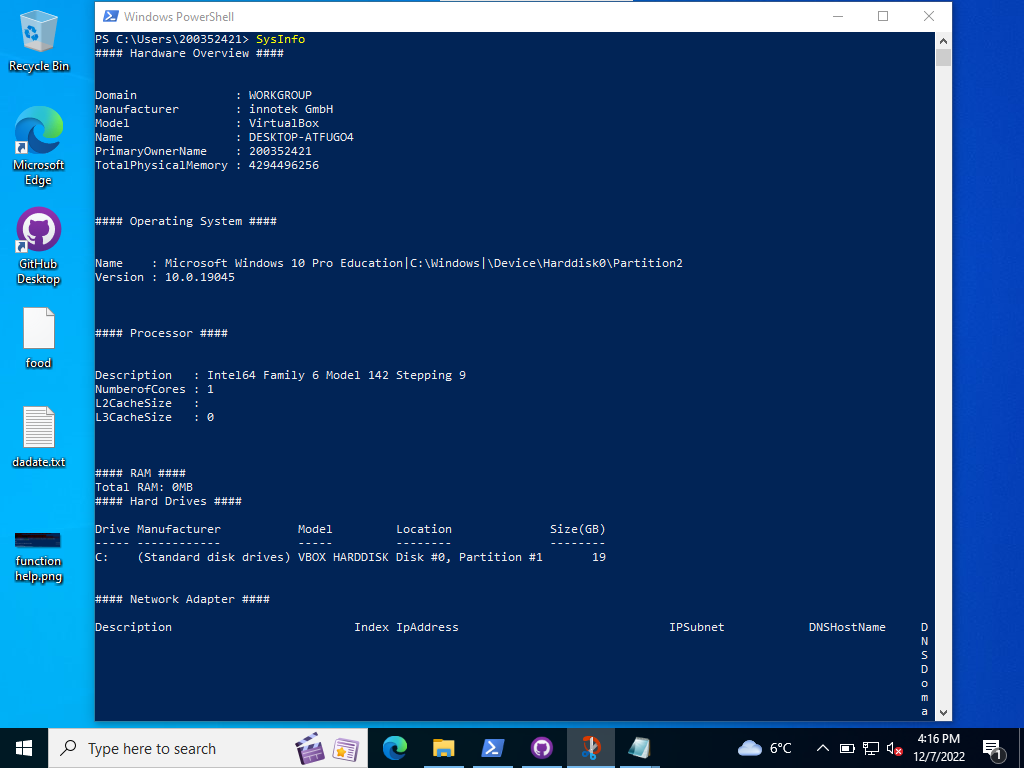 Recycle Bin
Microsoft
Edge
GitHub
Desktop
food
dadate.txt
function
help.png
Windows PowerShell
PS C:\Users\200352421> SysInfo
#### Hardware Overview ####
Domain : WORKGROUP
Manufacturer : innotek GmbH
Model : VirtualBox
Name : DESKTOP-ATFUGO4
PrimaryOwnerName : 200352421
TotalPhysicalMemory : 4294496256
#### Operating System ####
Name : Microsoft Windows 10 Pro Education|C:\Windows|\Device\Harddisk0\Partition2
Version : 10.0.19045
#### Processor ####
Description : Intel64 Family 6 Model 142 Stepping 9
NumberofCores : 1
L2CacheSize :
L3CacheSize : 0
#### RAM ####
Total RAM: 0MB
#### Hard Drives ####
Drive Manufacturer Model Location Size(GB)
----- ------------ ----- -------- --------
C: (Standard disk drives) VBOX HARDDISK Disk #0, Partition #1 19
#### Network Adapter ####
Description Index IpAddress IPSubnet DNSHostName D
N
S
D
o
m
a
Type here to search
6°C
4:16 PM
12/7/2022
1